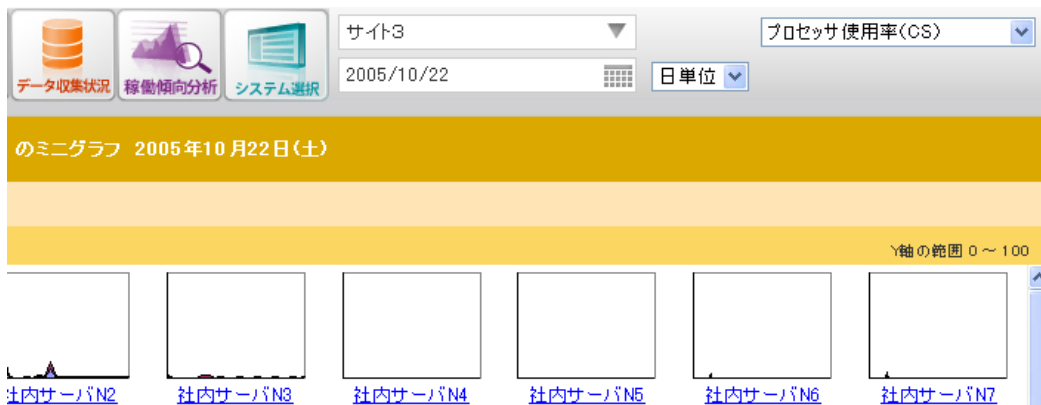 サイト3
プロセッサ使用率(CS)
データ収集状況
稼働傾向分析
システム選択
2005/10/22
日単位
のミニグラフ 2005年10月22日(土)
Y軸の範囲 0 ～ 100
社内サーバN2
社内サーバN3
社内サーバN4
社内サーバN5
社内サーバN6
社内サーバN7